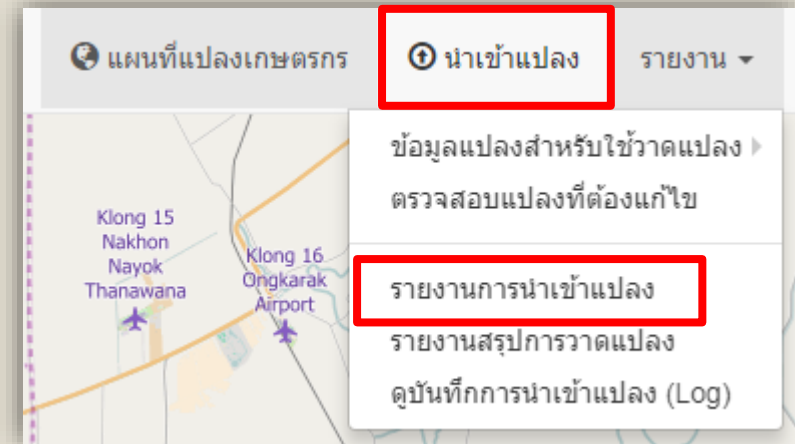 แผนที่แปลงเกษตรกร นำเข้าแปลง รายงาน
ข้อมูลแปลงสำหรับใช้วาดแปลง
ตรวจสอบแปลงที่ต้องแก้ไข
รายงานการนำเข้าแปลง
รายงานสรุปการวาดแปลง
ดูบันทึกการนำเข้าแปลง (Log)
Klong 15
Nakhon
Nayok
Thanawana
Klong 16
Ongkarak
Airport